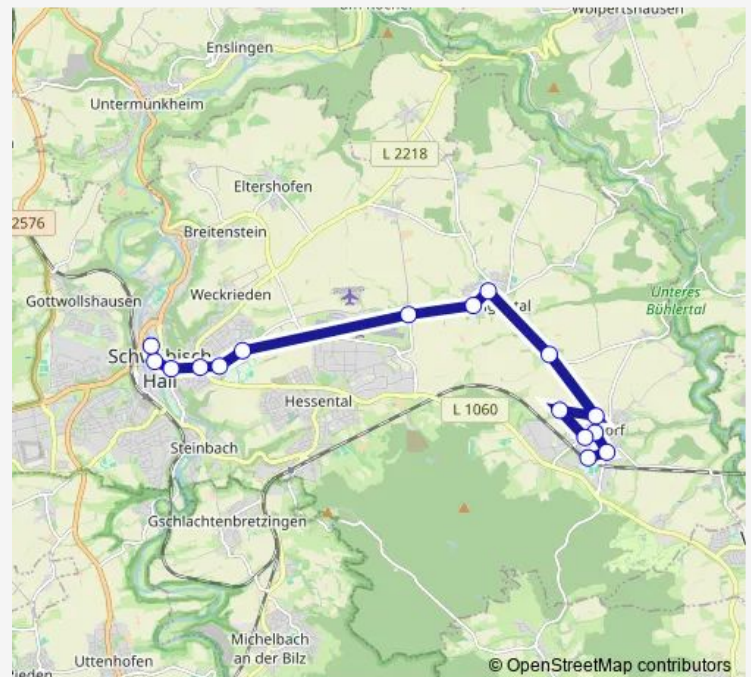 Wolpertshausen
Enslingen
Untermünkheim
L 2218
Eltershofen
2576
Breitenstein
Weckrieden
Gottwollshausen
Unteres
Bühlertal
Hall
Hessental
L 1060
Steinbach
Gschlachtenbretzingen
Michelbach
an der Bilz
Uttenhofen
© OpenStreetMap contributors